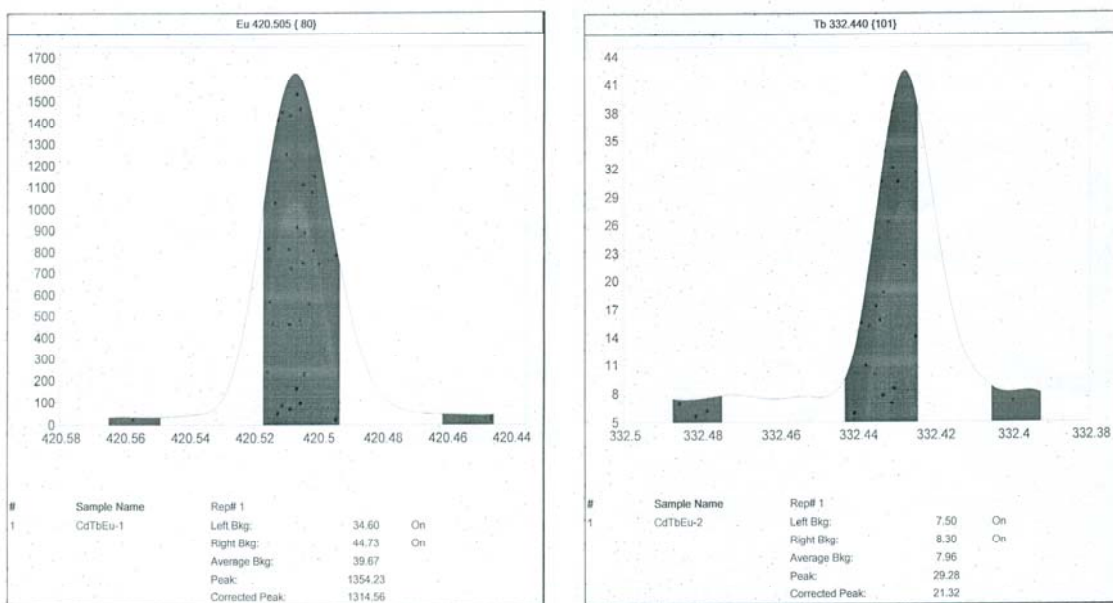 Eu 420.505 { 80}
1700
1600
1500
1400
1300
1200
1100
1000
900
800
700
600
500
400
300
200
100
0
420.58 420.56 420.54 420.52 420.5 420.48 420.46 420.44
# Sample Name Rep# 1
1 CdTbEu-1 Left Bkg: 34.60 On
Right Bkg: 44.73 On
Average Bkg: 39.67
Peak: 1354.23
Corrected Peak: 1314.56
Tb 332.440 {101}
44
41
38
35
32
29
26
23
20
17
14
11
8
5
332.5 332.48 332.46 332.44 332.42 332.4 332.38
# Sample Name Rep# 1
1 CdTbEu-2 Left Bkg: 7.50 On
Right Bkg: 8.30 On
Average Bkg: 7.96
Peak: 29.28
Corrected Peak: 21.32